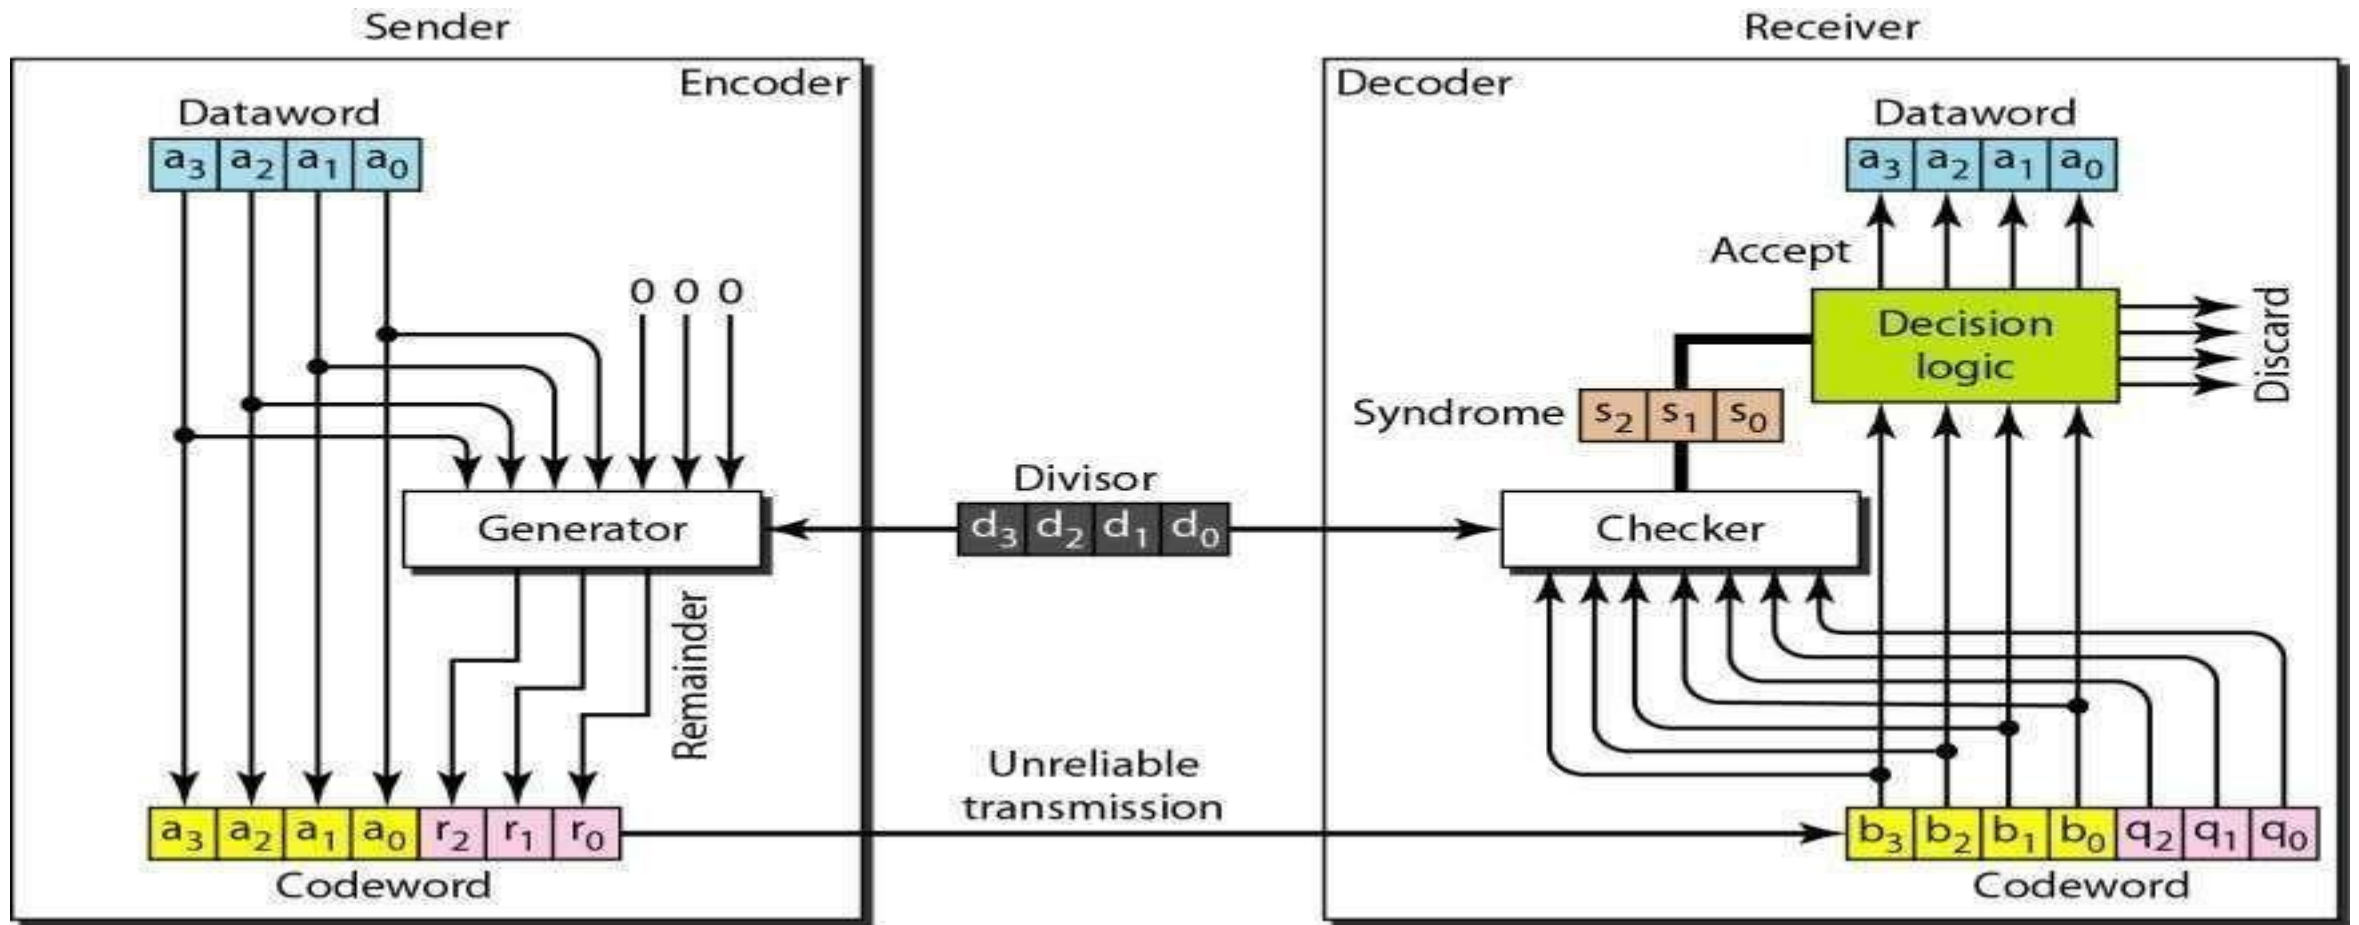 Sender
Encoder
Dataword
a3 a2 a1 a0
0 0 0
Generator
Remainder
a3 a2 a1 a0 r2 r1 r0
Codeword
Divisor
d3 d2 d1 d0
Unreliable
transmission
Receiver
Decoder
Dataword
a3 a2 a1 a0
Accept
Decision
logic
Discard
Syndrome
s2 s1 s0
Checker
b3 b2 b1 b0 q2 q1 q0
Codeword